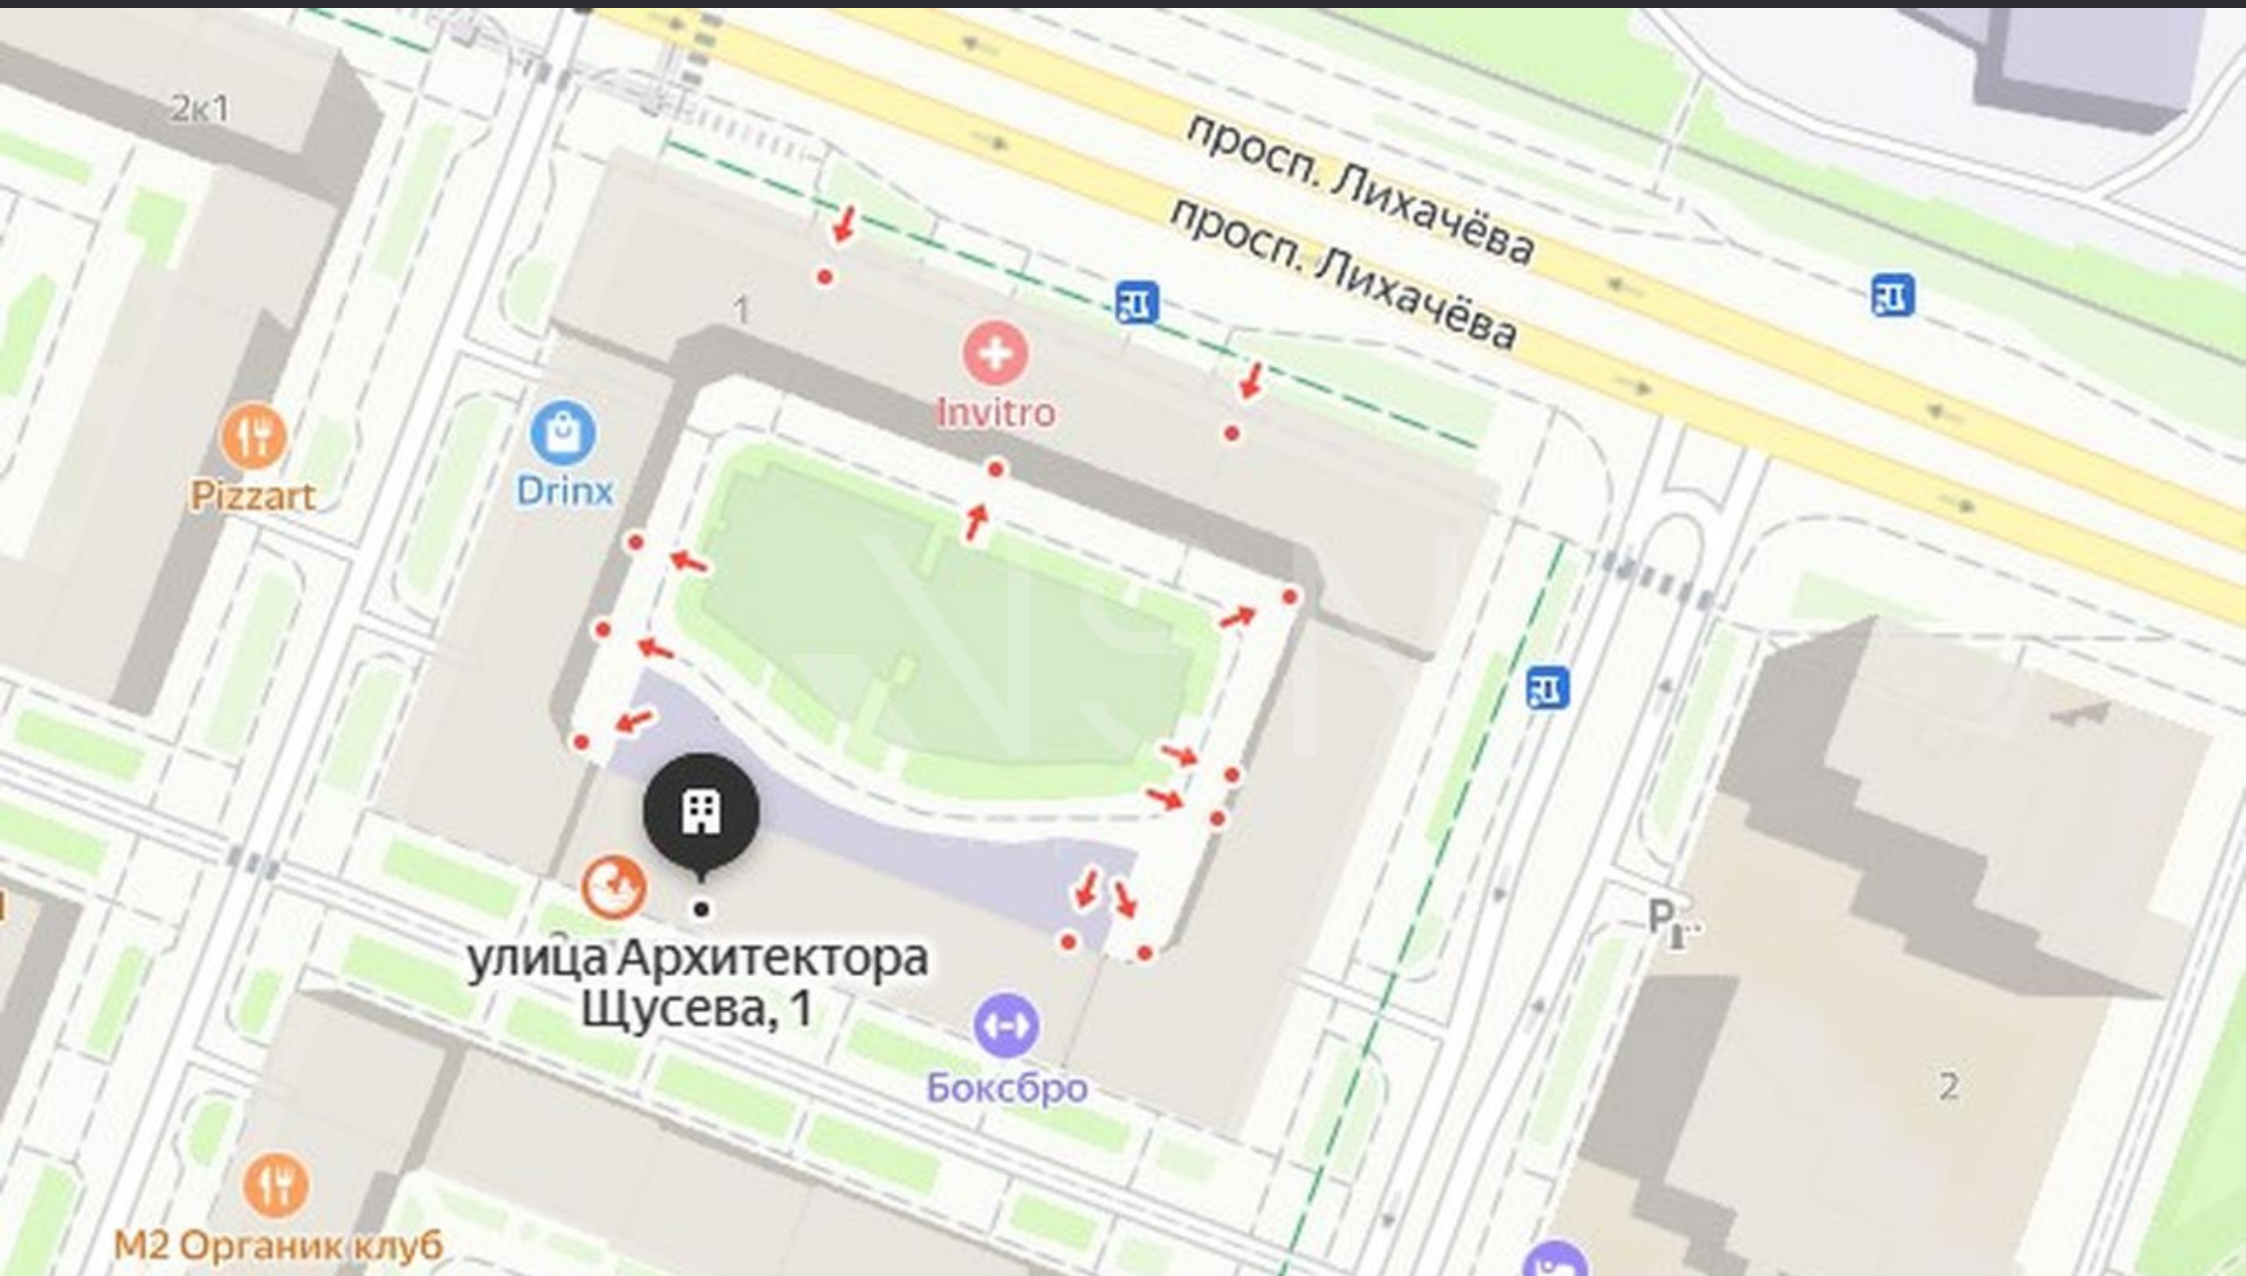 2к1
просп. Лихачёва
просп. Лихачёва
1
Invitro
Pizzart
Drinx
улица Архитектора
Щусева, 1
Боксбро
2
М2 Органик клуб